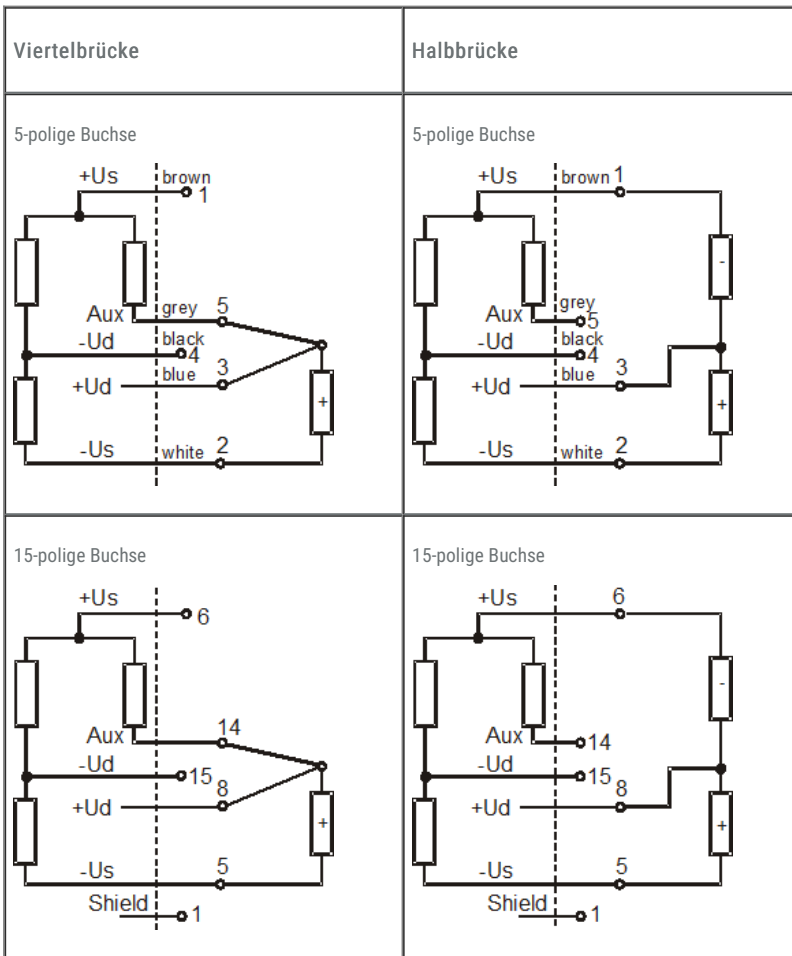 Viertelbrücke
Halbbrücke
5-polige Buchse
+Us
brown
1
Aux
grey
5
-Ud
black
4
+Ud
blue
3
-Us
white
2
+
5-polige Buchse
+Us
brown
1
-
Aux
grey
5
-Ud
black
4
+Ud
blue
3
-Us
white
2
+
15-polige Buchse
+Us
6
Aux
14
-Ud
15
+Ud
8
-Us
5
+
Shield
1
15-polige Buchse
+Us
6
-
Aux
14
-Ud
15
+Ud
8
-Us
5
+
Shield
1